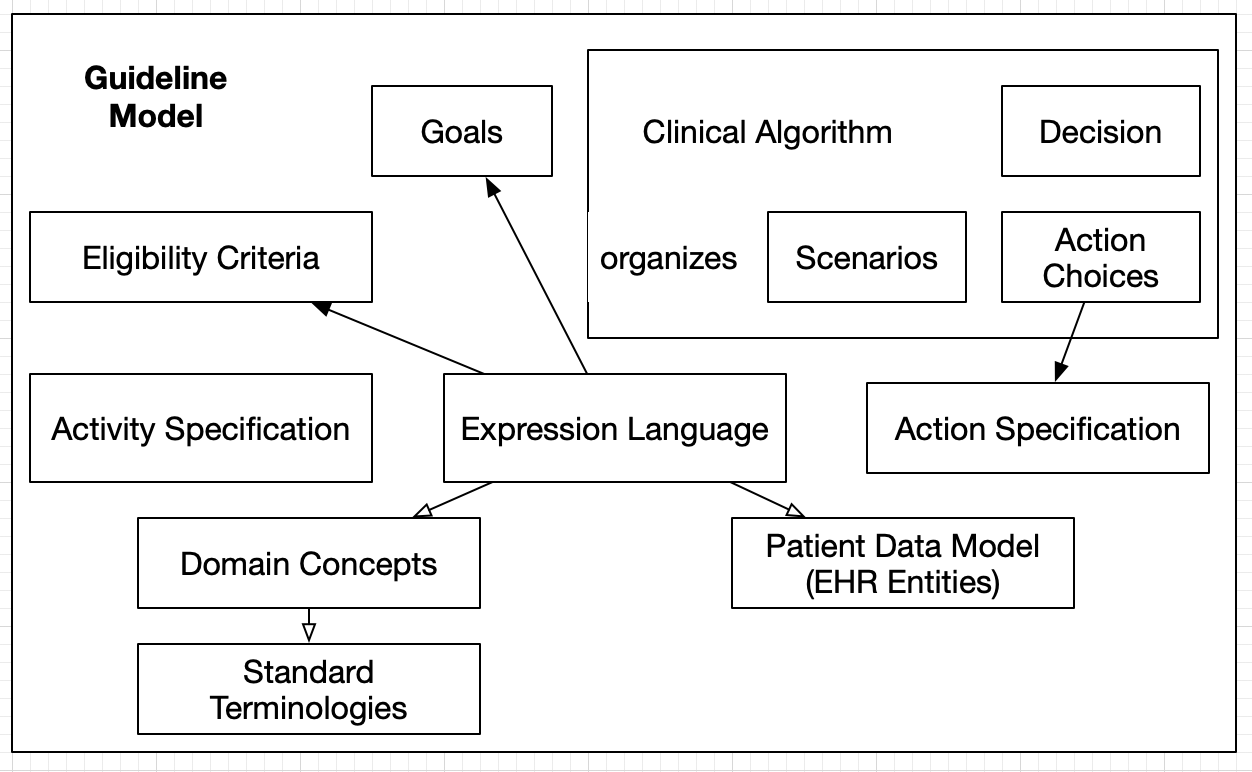 Guideline
Model
Goals
Clinical Algorithm
Decision
Eligibility Criteria
organizes
Scenarios
Action
Choices
Activity Specification
Expression Language
Action Specification
Domain Concepts
Patient Data Model
(EHR Entities)
Standard
Terminologies